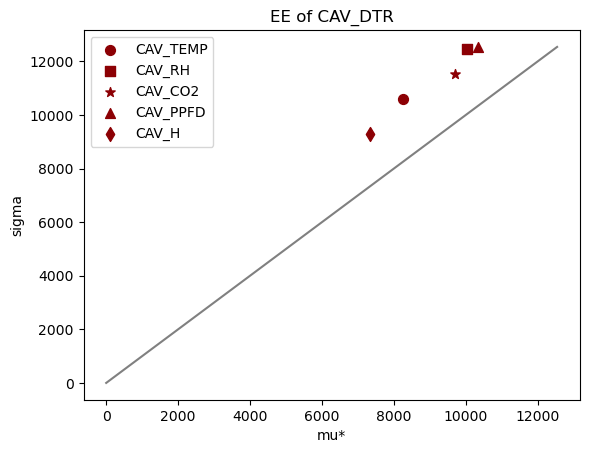 EE of CAV_DTR
CAV_TEMP
CAV_RH
CAV_CO2
CAV_PPFD
CAV_H
12000
10000
8000
6000
4000
2000
0
sigma
0 2000 4000 6000 8000 10000 12000
mu*